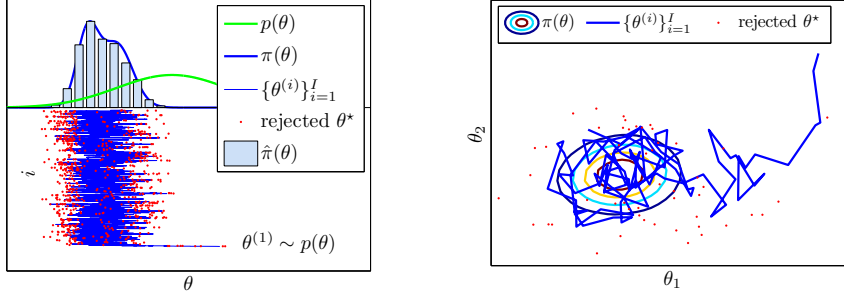 p(θ)
π(θ)
{θ^{(i)}}_{i=1}^{I}
rejected θ⋆
π̂(θ)
i
θ^{(1)} ∼ p(θ)
θ
π(θ) {θ^{(i)}}_{i=1}^{I} rejected θ⋆
θ_2
θ_1